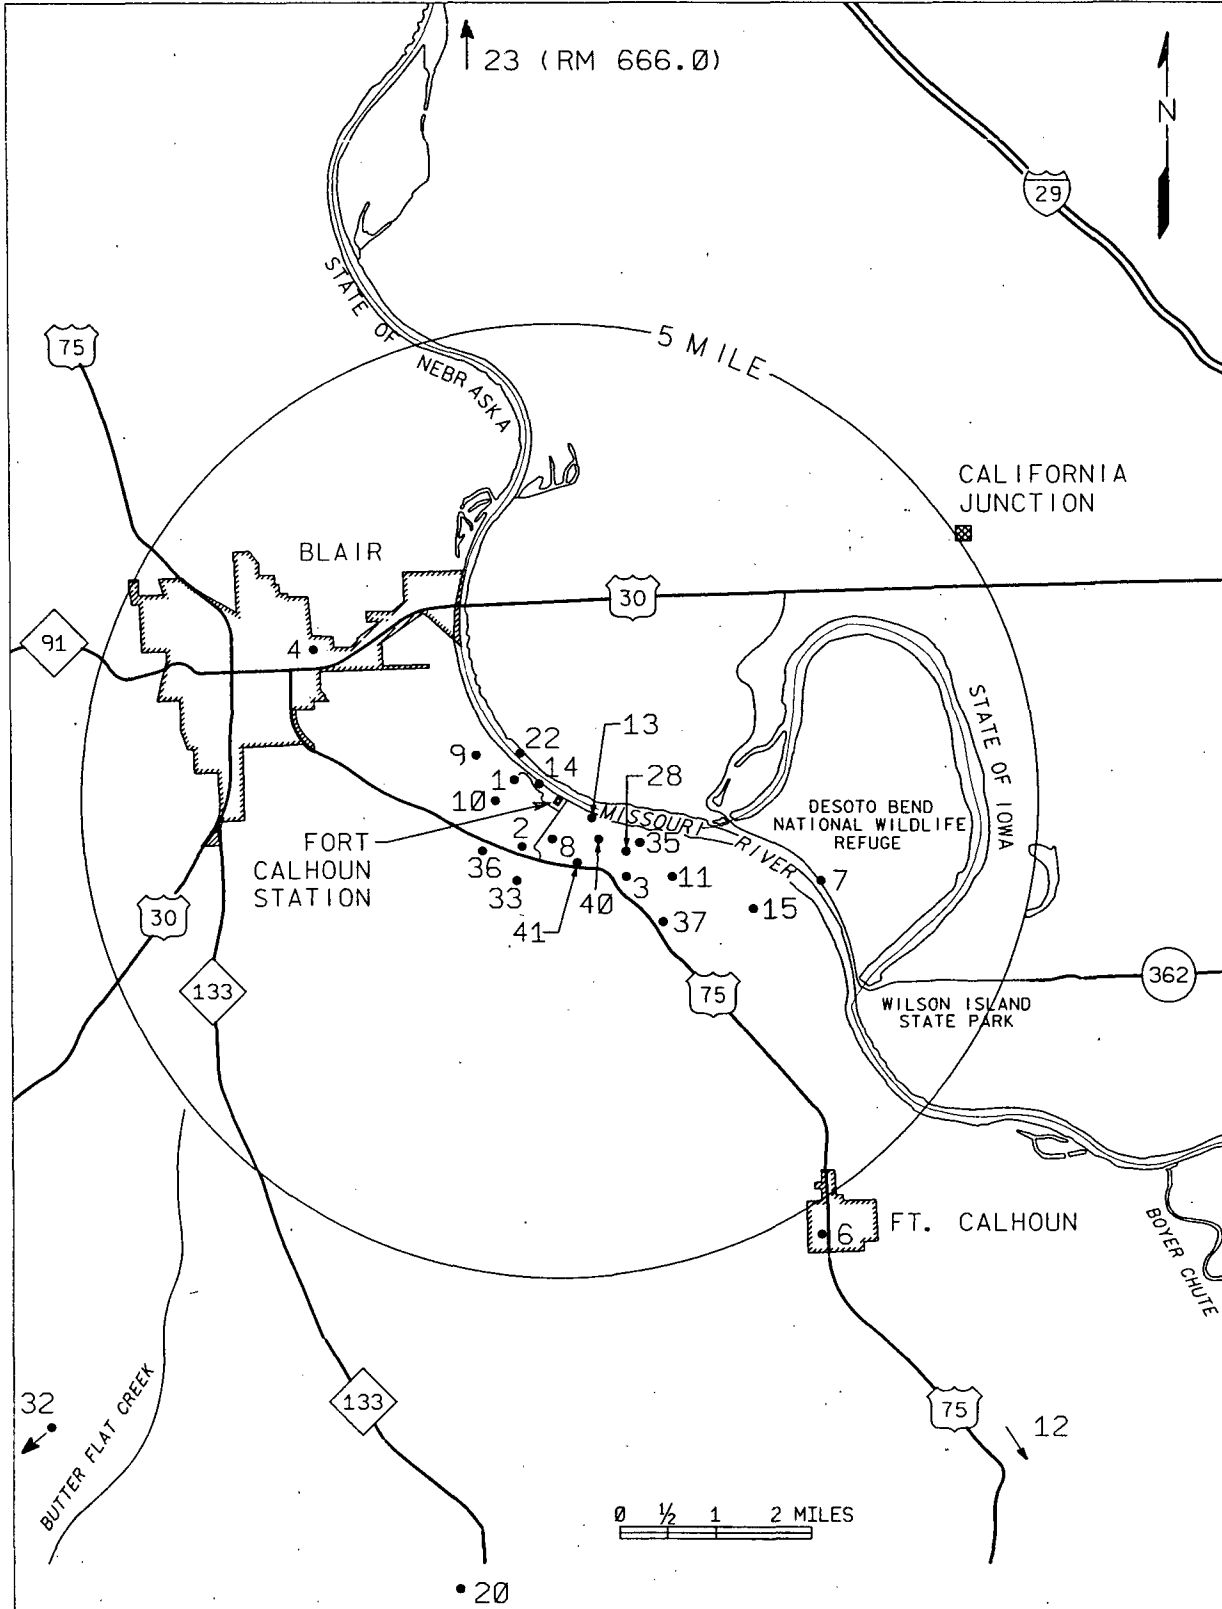 23 (RM 666.0)
N
29
STATE OF NEBRASKA
75
5 MILE
CALIFORNIA
JUNCTION
BLAIR
30
91
4
STATE OF IOWA
13
22
9
14
28
1
10
MISSOURI RIVER
DESOTO BEND
NATIONAL WILDLIFE
REFUGE
FORT
CALHOUN
STATION
2
8
35
36
40
3
11
7
33
41
37
15
30
133
75
362
WILSON ISLAND
STATE PARK
FT. CALHOUN
6
BOYER CHUTE
32
BUTTER FLAT CREEK
133
75
12
0 ½ 1 2 MILES
20